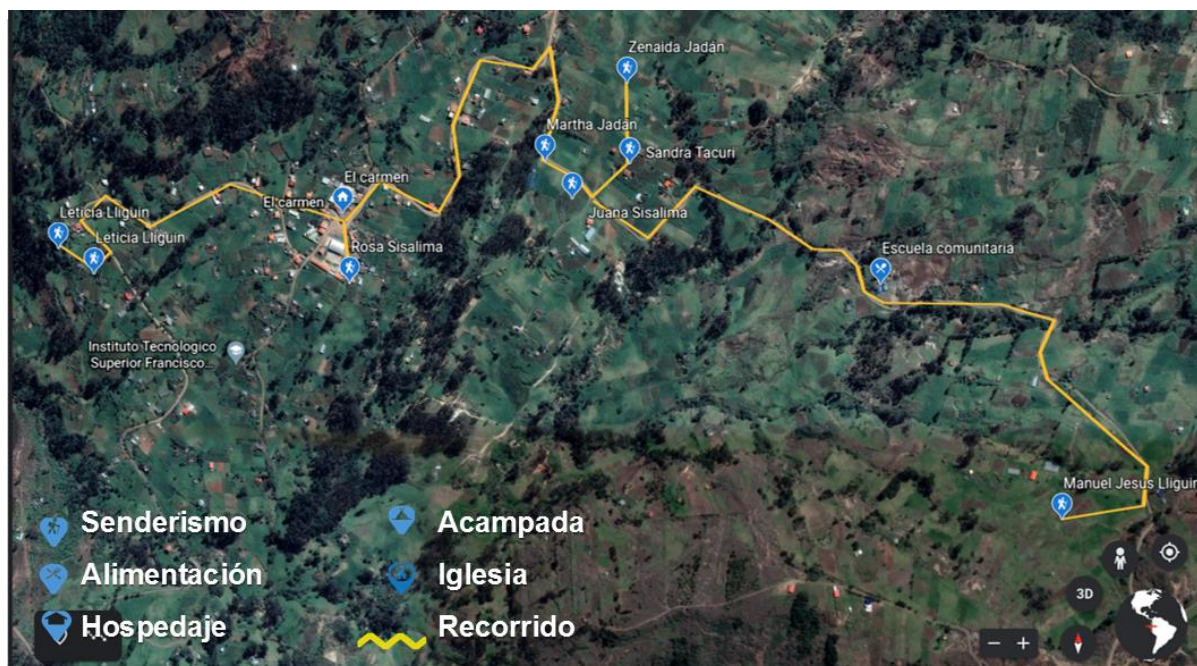 Zenaida Jadán
Martha Jadán
Sandra Tacuri
El carmen
El carmen
Leticia Lliguin
Leticia Lliguin
Juana Sisalima
Rosa Sisalima
Escuela comunitaria
Instituto Tecnologico
Superior Francisco...
Manuel Jesus Lliguin
Senderismo
Acampada
Alimentación
Iglesia
3D
Hospedaje
Recorrido
− +